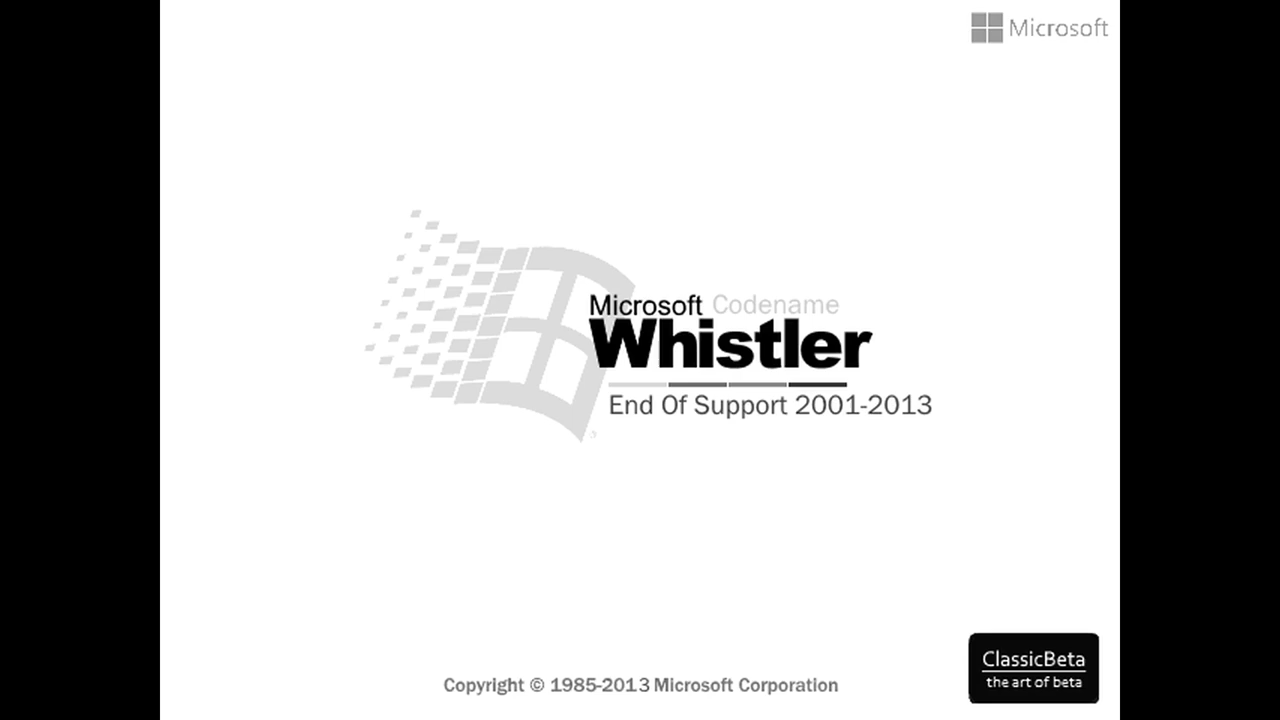 Microsoft
Microsoft Codename
Whistler
End Of Support 2001-2013
Copyright © 1985-2013 Microsoft Corporation
ClassicBeta
the art of beta